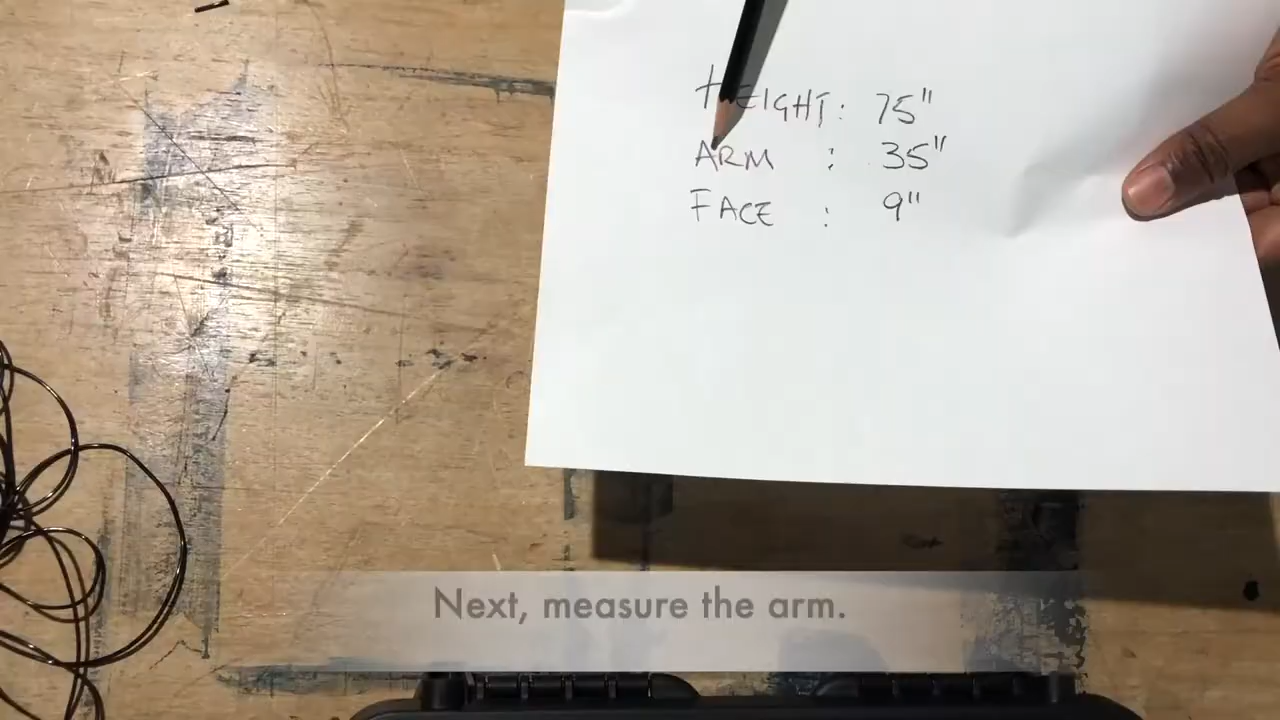 HEIGHT: 75"
ARM : 35"
FACE : 9"
Next, measure the arm.